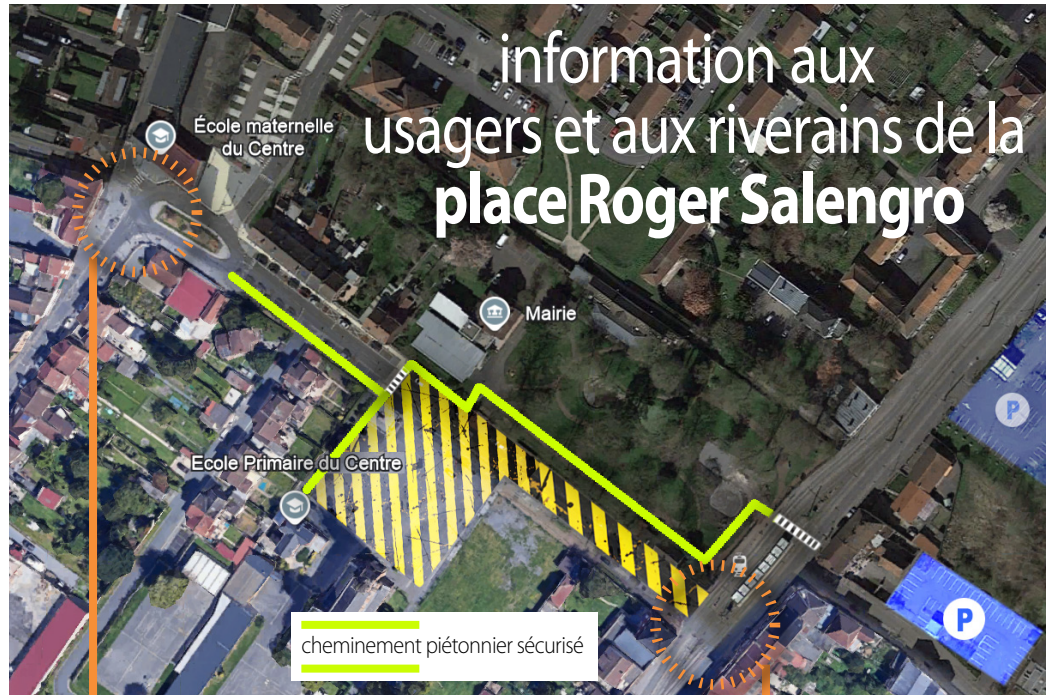 information aux
usagers et aux riverains de la
place Roger Salengro
École maternelle
du Centre
Mairie
P
Ecole Primaire du Centre
P
cheminement piétonnier sécurisé